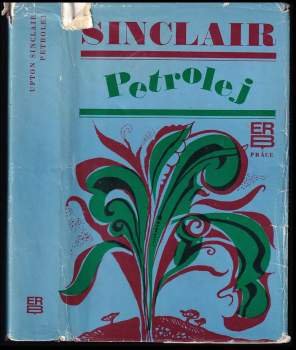 SINCLAIR
Petrolej
ERB
PRÁCE
UPTON SINCLAIR
PETROLEJ
ERB